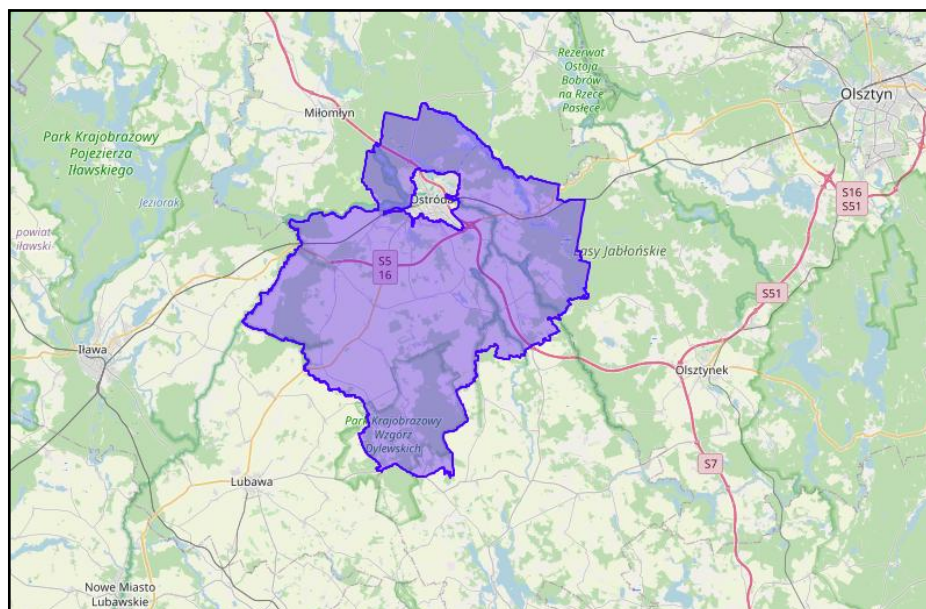 Rezerwat
Ostoja
Bobrów
na Rzece
Pasłęce
Olsztyn
Miłomłyn
Park Krajobrazowy
Pojezierza
Iławskiego
Jeziorak
Ostróda
S16
S51
powiat
iławski
Lasy Jabłońskie
S5
16
S51
Iława
Olsztynek
Park Krajobrazowy
Wzgórz
Dylewskich
S7
Lubawa
Nowe Miasto
Lubawskie